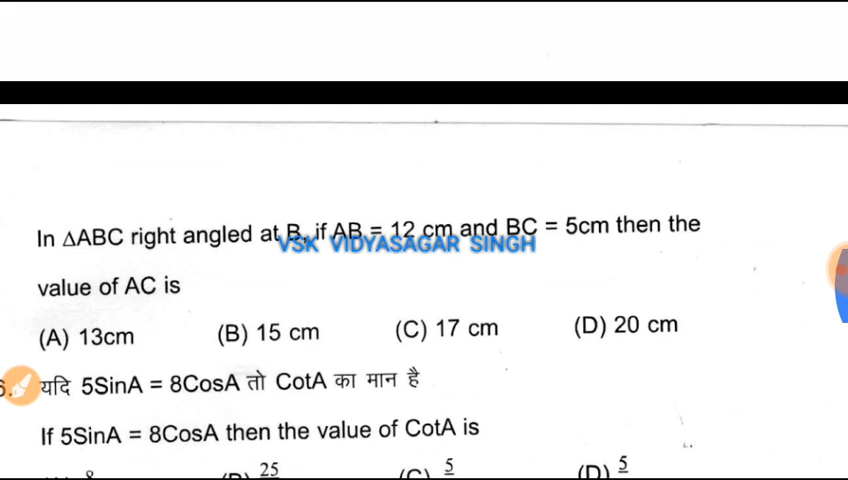 In ΔABC right angled at B, if AB = 12 cm and BC = 5cm then the
VSK VIDYASAGAR SINGH
value of AC is
(A) 13cm (B) 15 cm (C) 17 cm (D) 20 cm
यदि 5SinA = 8CosA तो CotA का मान है
If 5SinA = 8CosA then the value of CotA is
25 (C) 5 (D) 5